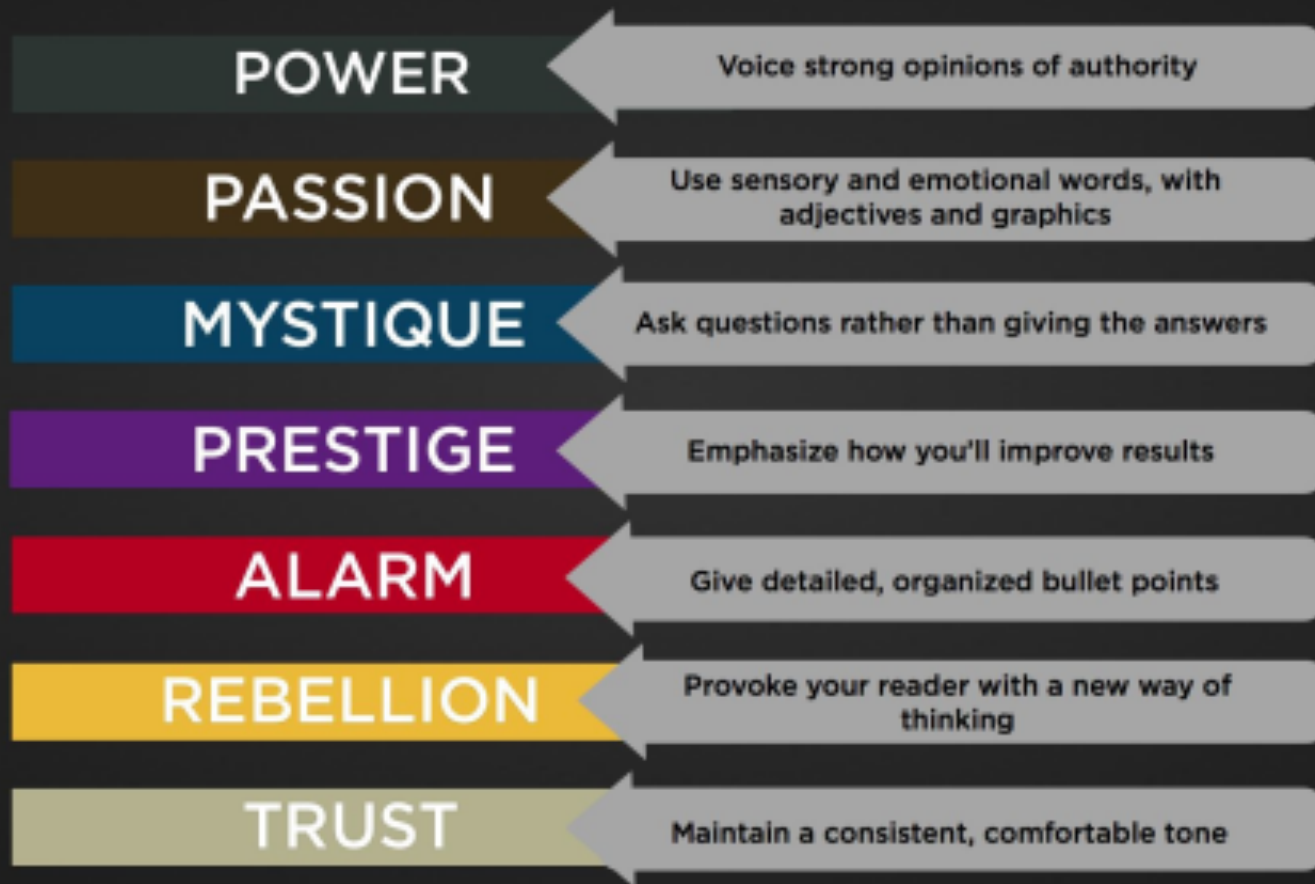 POWER
Voice strong opinions of authority
PASSION
Use sensory and emotional words, with
adjectives and graphics
MYSTIQUE
Ask questions rather than giving the answers
PRESTIGE
Emphasize how you'll improve results
ALARM
Give detailed, organized bullet points
REBELLION
Provoke your reader with a new way of
thinking
TRUST
Maintain a consistent, comfortable tone